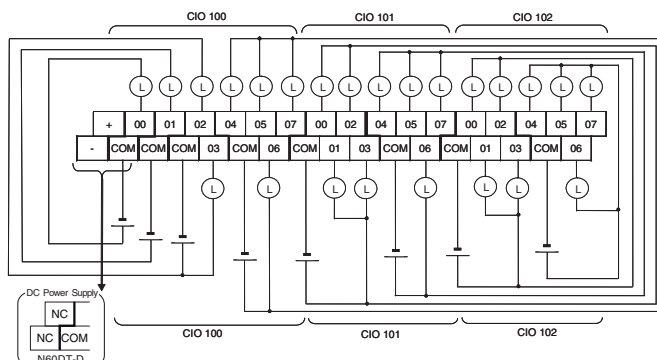 CIO 100 CIO 101 CIO 102
L L L L L L L L L L L L L L L L
+ 00 01 02 04 05 07 00 02 04 05 07 00 02 04 05 07
- COM COM COM 03 COM 06 COM 01 03 COM 06 COM 01 03 COM 06
L L L L L L L L
DC Power Supply
NC
NC COM
N60DT-D
CIO 100 CIO 101 CIO 102